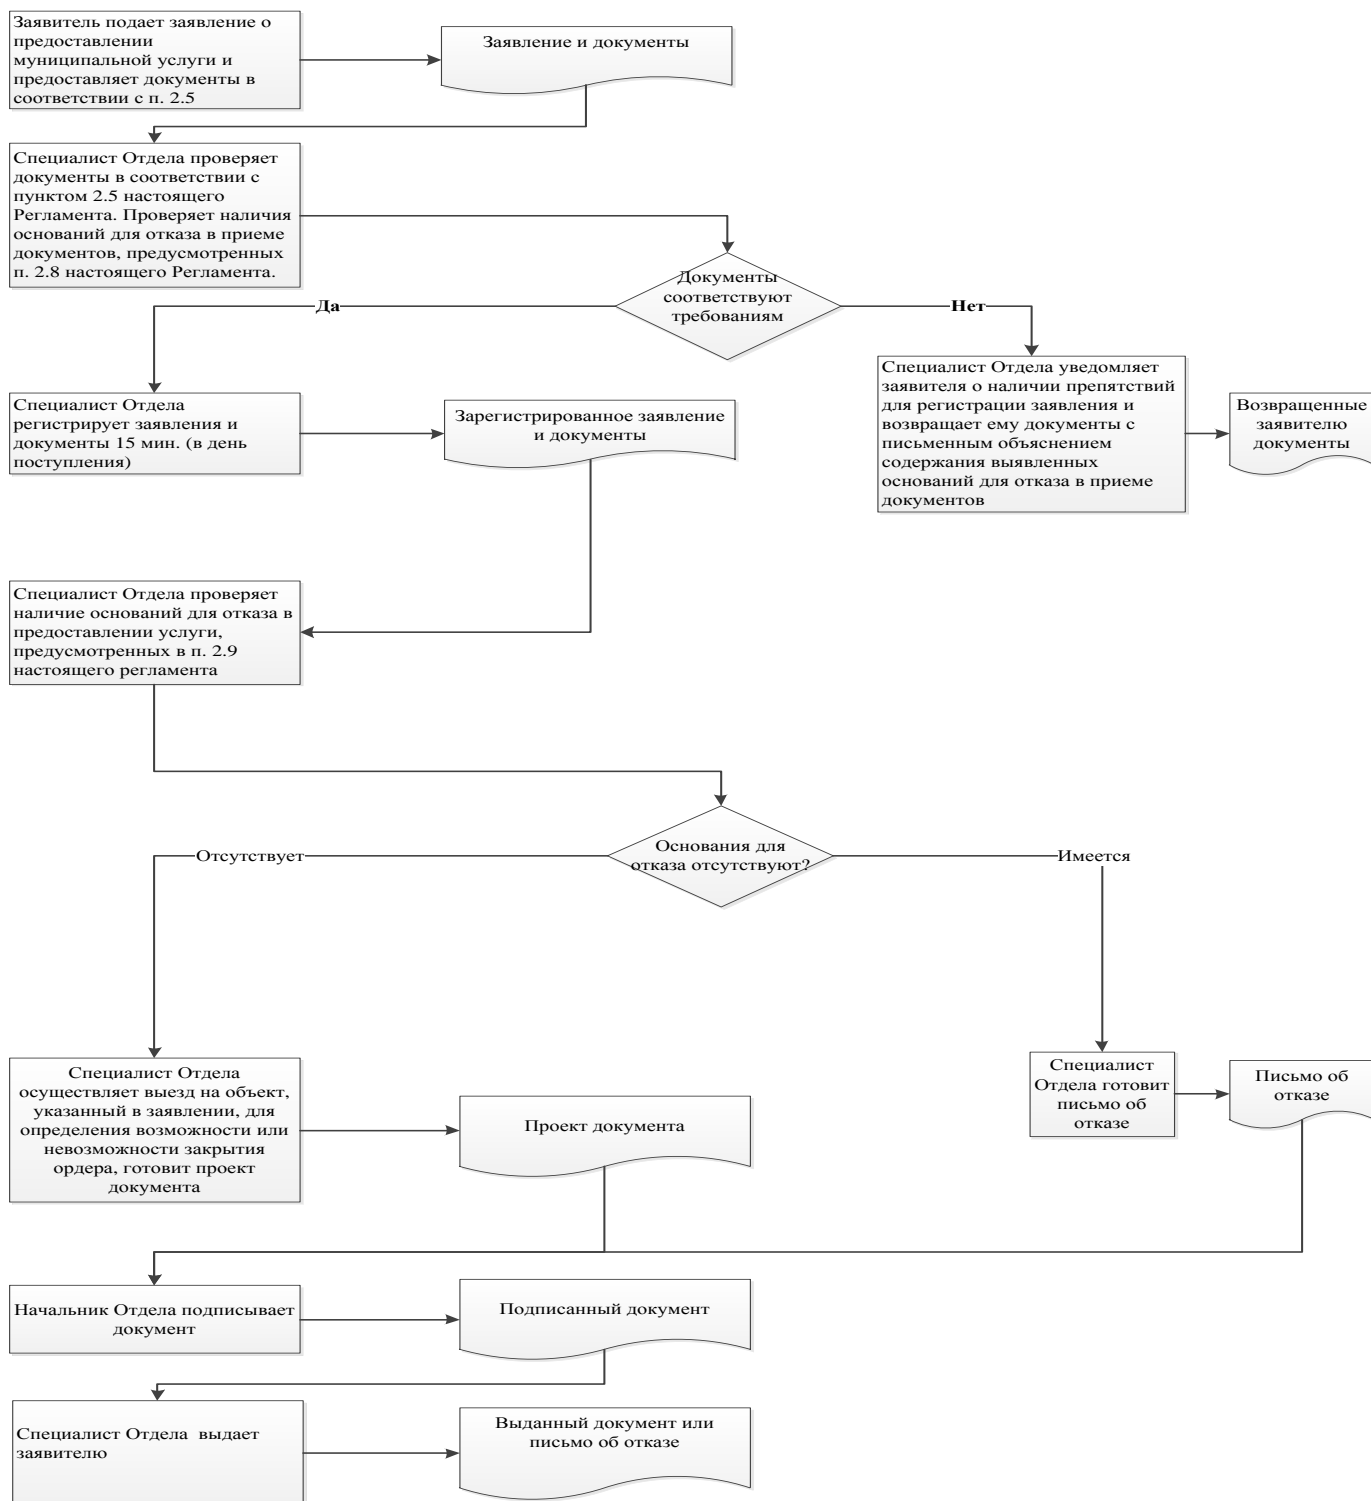 Заявитель подает заявление о
предоставлении
муниципальной услуги и
предоставляет документы в
соответствии с п. 2.5
Заявление и документы
Специалист Отдела проверяет
документы в соответствии с
пунктом 2.5 настоящего
Регламента. Проверяет наличия
оснований для отказа в приеме
документов, предусмотренных
п. 2.8 настоящего Регламента.
Документы
соответствуют
требованиям
Да
Нет
Специалист Отдела
регистрирует заявления и
документы 15 мин. (в день
поступления)
Зарегистрированное заявление
и документы
Специалист Отдела уведомляет
заявителя о наличии препятствий
для регистрации заявления и
возвращает ему документы с
письменным объяснением
содержания выявленных
оснований для отказа в приеме
документов
Возвращенные
заявителю
документы
Специалист Отдела проверяет
наличие оснований для отказа в
предоставлении услуги,
предусмотренных в п. 2.9
настоящего регламента
Основания для
отказа отсутствуют?
Отсутствует
Имеется
Специалист Отдела
осуществляет выезд на объект,
указанный в заявлении, для
определения возможности или
невозможности закрытия
ордера, готовит проект
документа
Проект документа
Специалист
Отдела готовит
письмо об
отказе
Письмо об
отказе
Начальник Отдела подписывает
документ
Подписанный документ
Специалист Отдела  выдает
заявителю
Выданный документ или
письмо об отказе